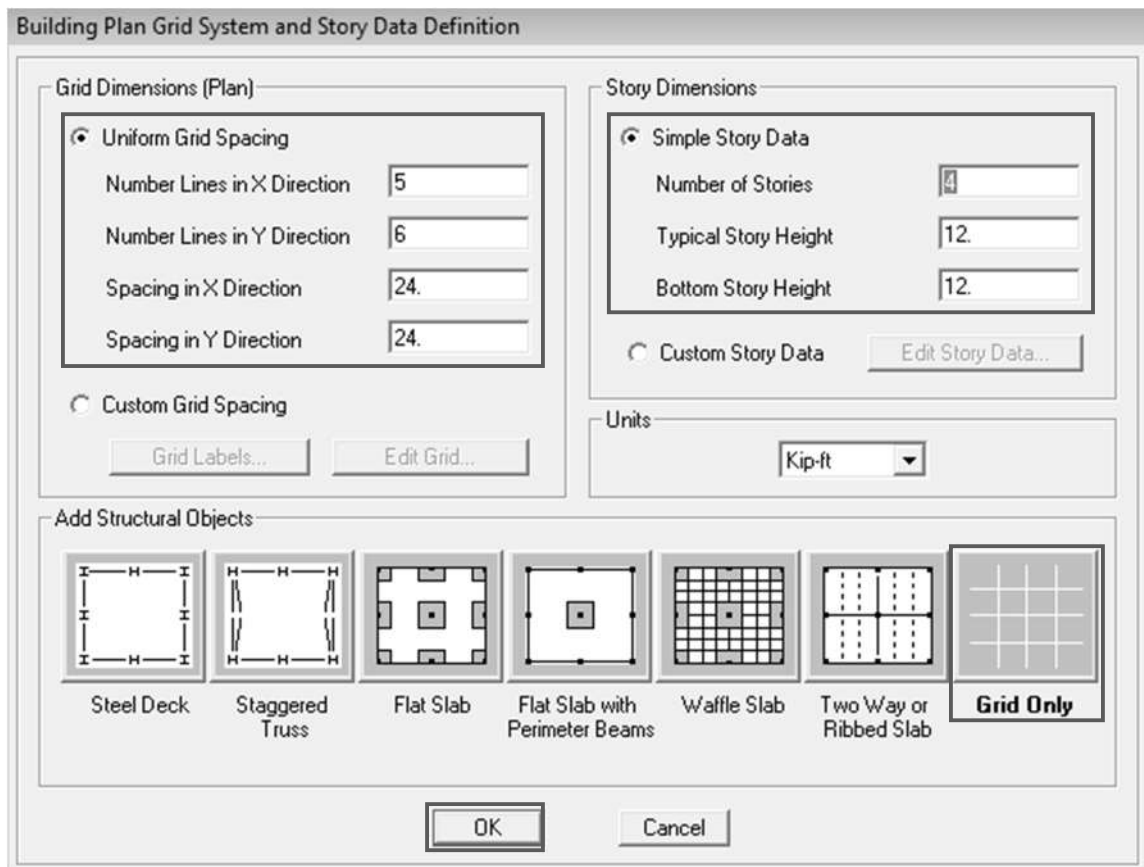 Building Plan Grid System and Story Data Definition
Grid Dimensions (Plan)
Uniform Grid Spacing
Number Lines in X Direction 5
Number Lines in Y Direction 6
Spacing in X Direction 24.
Spacing in Y Direction 24.
Custom Grid Spacing
Grid Labels... Edit Grid...
Story Dimensions
Simple Story Data
Number of Stories 4
Typical Story Height 12.
Bottom Story Height 12.
Custom Story Data Edit Story Data...
Units
Kip-ft
Add Structural Objects
Steel Deck
Staggered
Truss
Flat Slab
Flat Slab with
Perimeter Beams
Waffle Slab
Two Way or
Ribbed Slab
Grid Only
OK Cancel